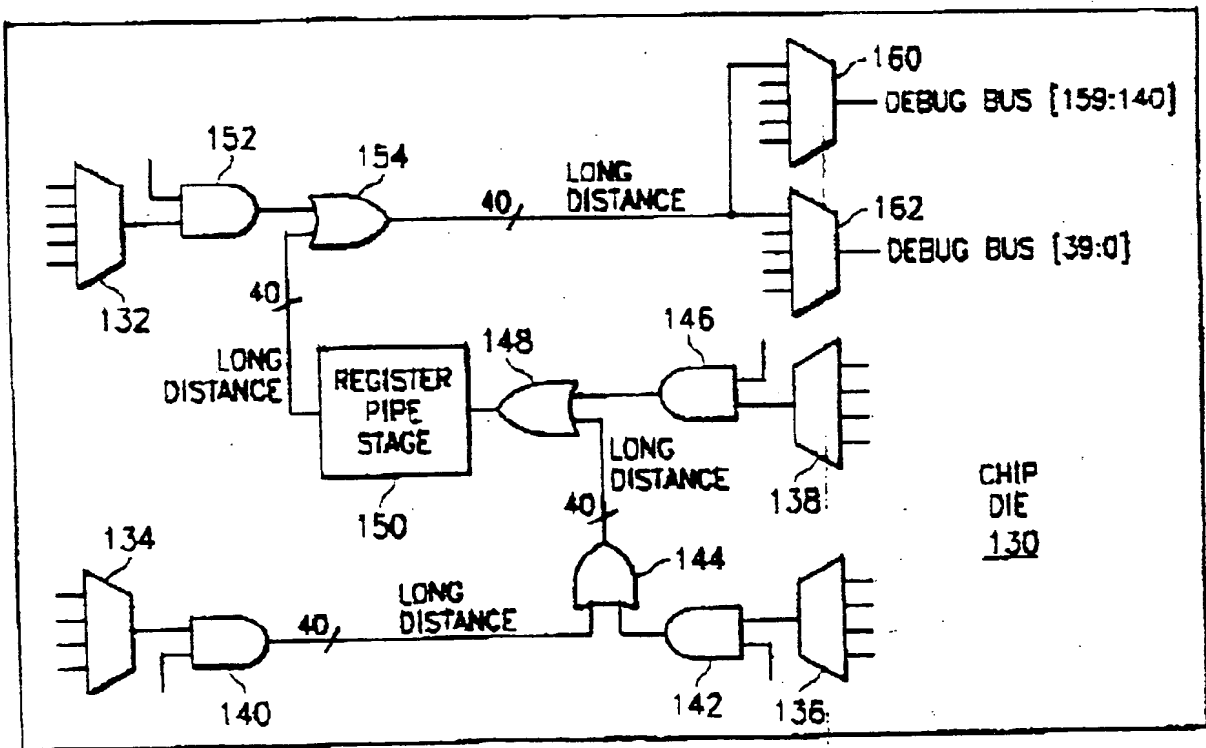 160
DEBUG BUS [159:140]
152
154
LONG
DISTANCE
40
162
DEBUG BUS [39:0]
132
40
LONG
DISTANCE
REGISTER
PIPE
STAGE
150
148
146
138
LONG
DISTANCE
40
CHIP
DIE
130
134
144
LONG
DISTANCE
40
140
142
136